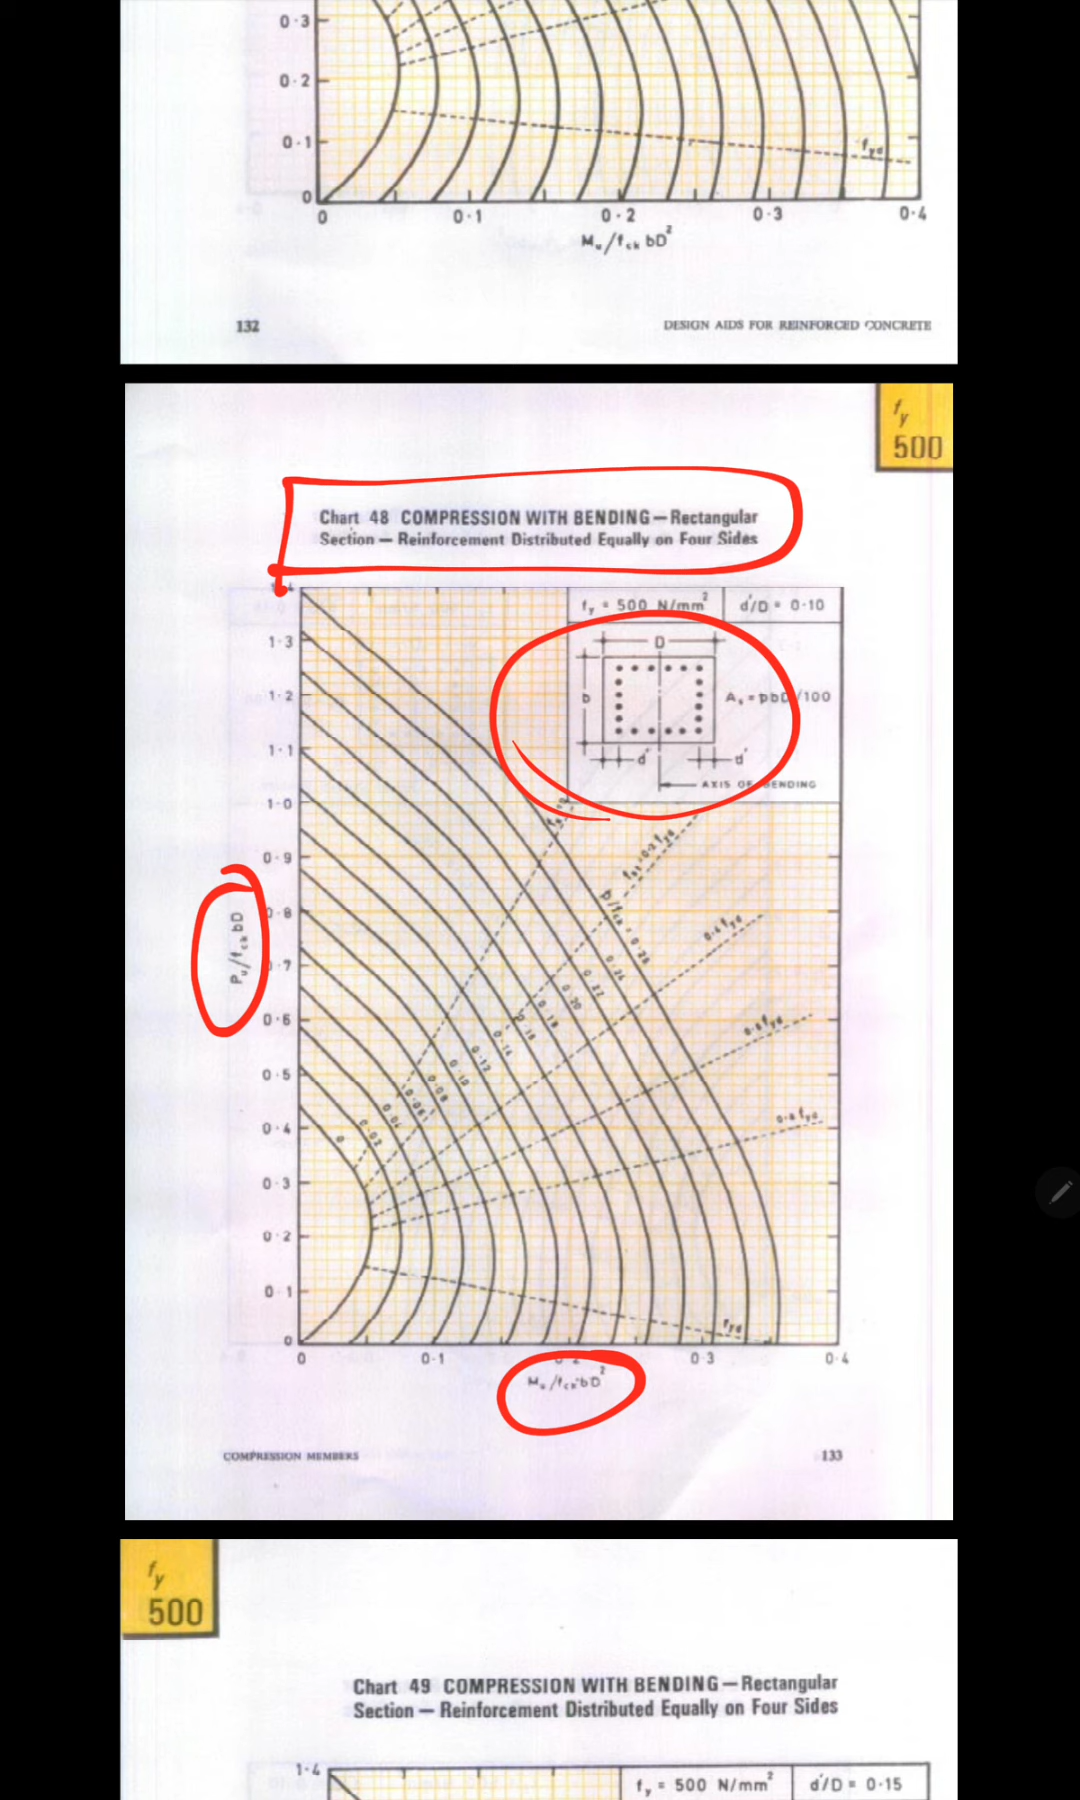 0·3
0·2
0·1
0
0 0·1 0·2 0·3 0·4
fyd
Mu/fck bD²
132 DESIGN AIDS FOR REINFORCED CONCRETE
fy
500
Chart 48 COMPRESSION WITH BENDING—Rectangular
Section — Reinforcement Distributed Equally on Four Sides
fy = 500 N/mm² d'/D = 0·10
D
b
As = pbD/100
d' d'
AXIS OF BENDING
1·3
1·2
1·1
1·0
0·9
0·8
0·7
0·6
0·5
0·4
0·3
0·2
0·1
0
Pu/fck bD
0·4 fyd
0·6 fyd
0·8 fyd
fyd
p/fck = 0·26
0·24
0·22
0·20
0·18
0·16
0·14
0·12
0·10
0·08
0·06
0·04
0·02
0
0 0·1 0·2 0·3 0·4
Mu/fck bD²
COMPRESSION MEMBERS 133
fy
500
Chart 49 COMPRESSION WITH BENDING—Rectangular
Section — Reinforcement Distributed Equally on Four Sides
1·4
fy = 500 N/mm² d'/D = 0·15